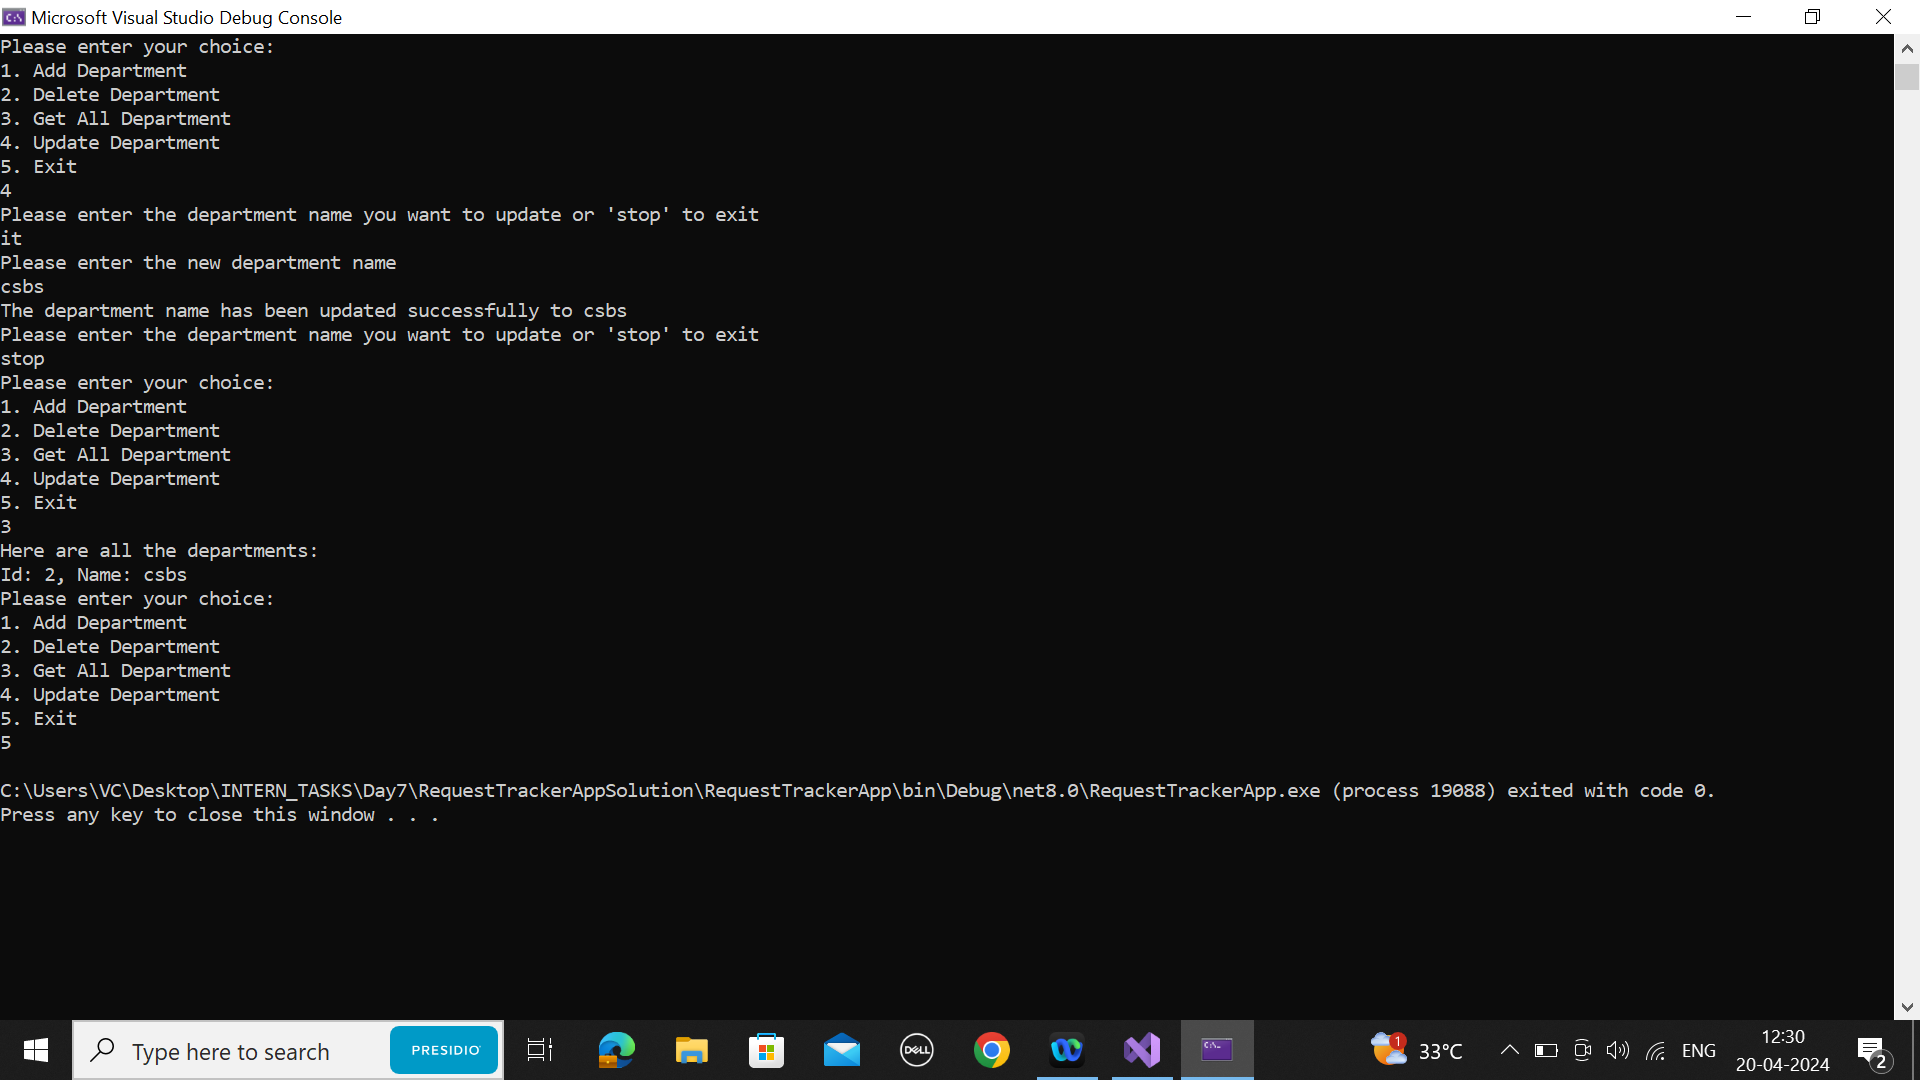 Microsoft Visual Studio Debug Console
Please enter your choice:
1. Add Department
2. Delete Department
3. Get All Department
4. Update Department
5. Exit
4
Please enter the department name you want to update or 'stop' to exit
it
Please enter the new department name
csbs
The department name has been updated successfully to csbs
Please enter the department name you want to update or 'stop' to exit
stop
Please enter your choice:
1. Add Department
2. Delete Department
3. Get All Department
4. Update Department
5. Exit
3
Here are all the departments:
Id: 2, Name: csbs
Please enter your choice:
1. Add Department
2. Delete Department
3. Get All Department
4. Update Department
5. Exit
5
C:\Users\VC\Desktop\INTERN_TASKS\Day7\RequestTrackerAppSolution\RequestTrackerApp\bin\Debug\net8.0\RequestTrackerApp.exe (process 19088) exited with code 0.
Press any key to close this window . . .
Type here to search
PRESIDIO
DELL
1
33°C
ENG
12:30
20-04-2024
2